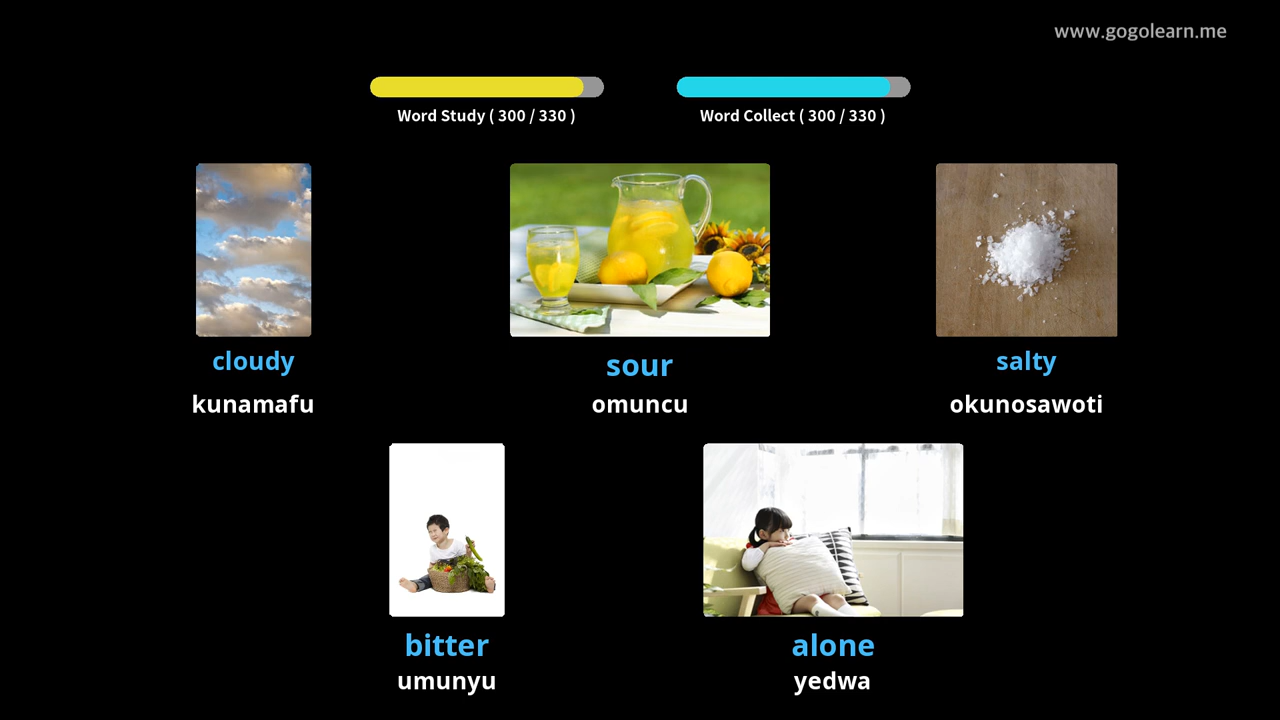 www.gogolearn.me
Word Study ( 300 / 330 )
Word Collect ( 300 / 330 )
cloudy
kunamafu
sour
omuncu
salty
okunosawoti
bitter
umunyu
alone
yedwa